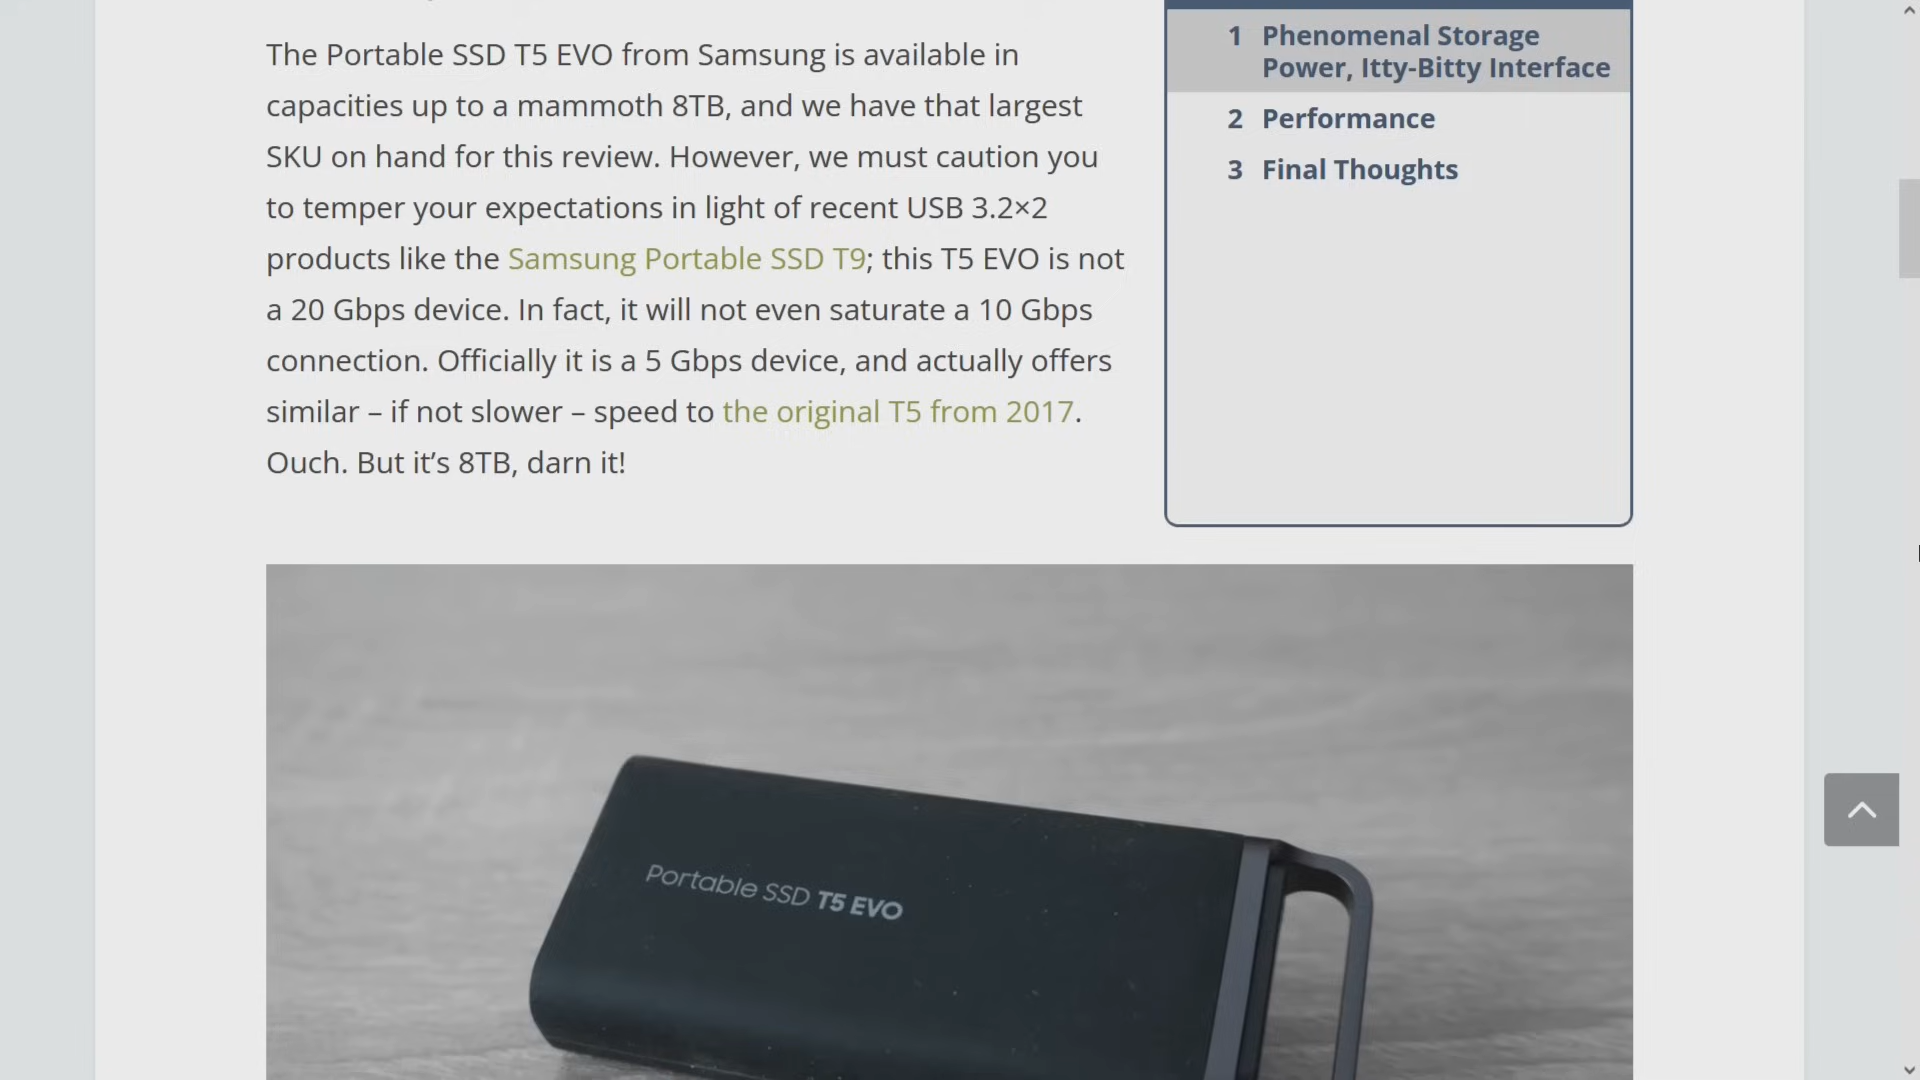 The Portable SSD T5 EVO from Samsung is available in
capacities up to a mammoth 8TB, and we have that largest
SKU on hand for this review. However, we must caution you
to temper your expectations in light of recent USB 3.2×2
products like the Samsung Portable SSD T9; this T5 EVO is not
a 20 Gbps device. In fact, it will not even saturate a 10 Gbps
connection. Officially it is a 5 Gbps device, and actually offers
similar – if not slower – speed to the original T5 from 2017.
Ouch. But it’s 8TB, darn it!
1 Phenomenal Storage
Power, Itty-Bitty Interface
2 Performance
3 Final Thoughts
Portable SSD T5 EVO